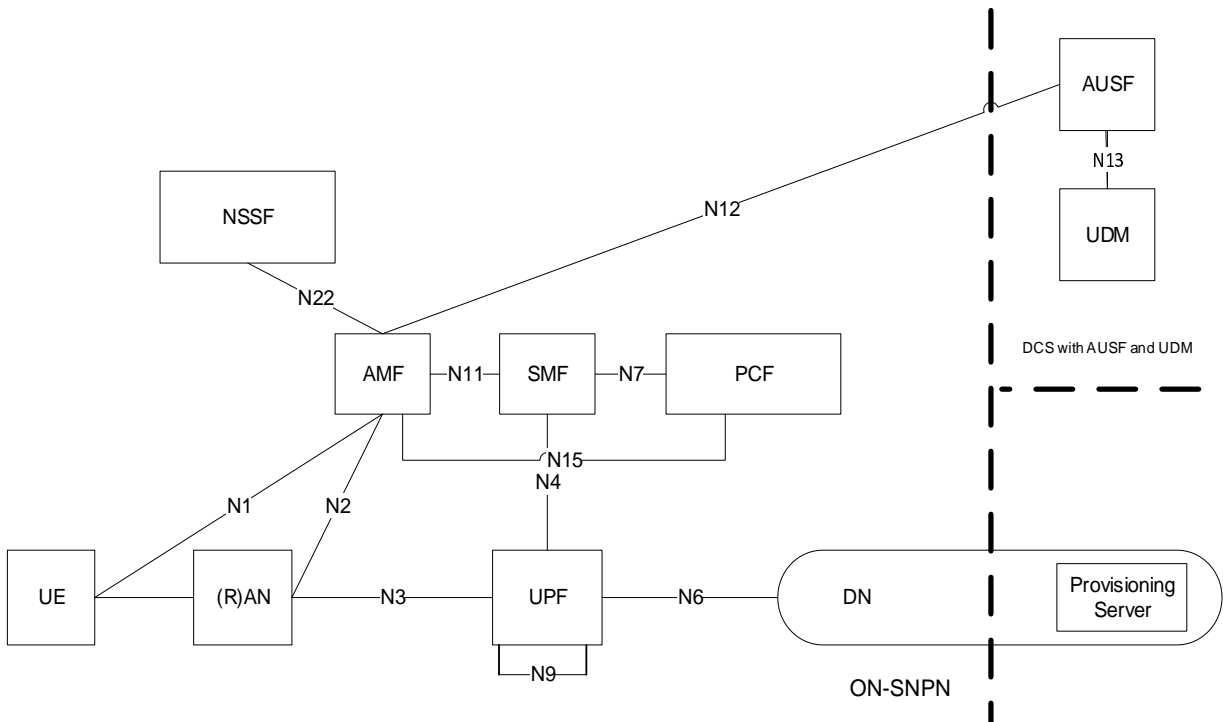 AUSF
N13
NSSF
N12
UDM
N22
DCS with AUSF and UDM
AMF
N11
SMF
N7
PCF
N15
N4
N1
N2
UE
(R)AN
N3
UPF
N6
DN
Provisioning
Server
N9
ON-SNPN